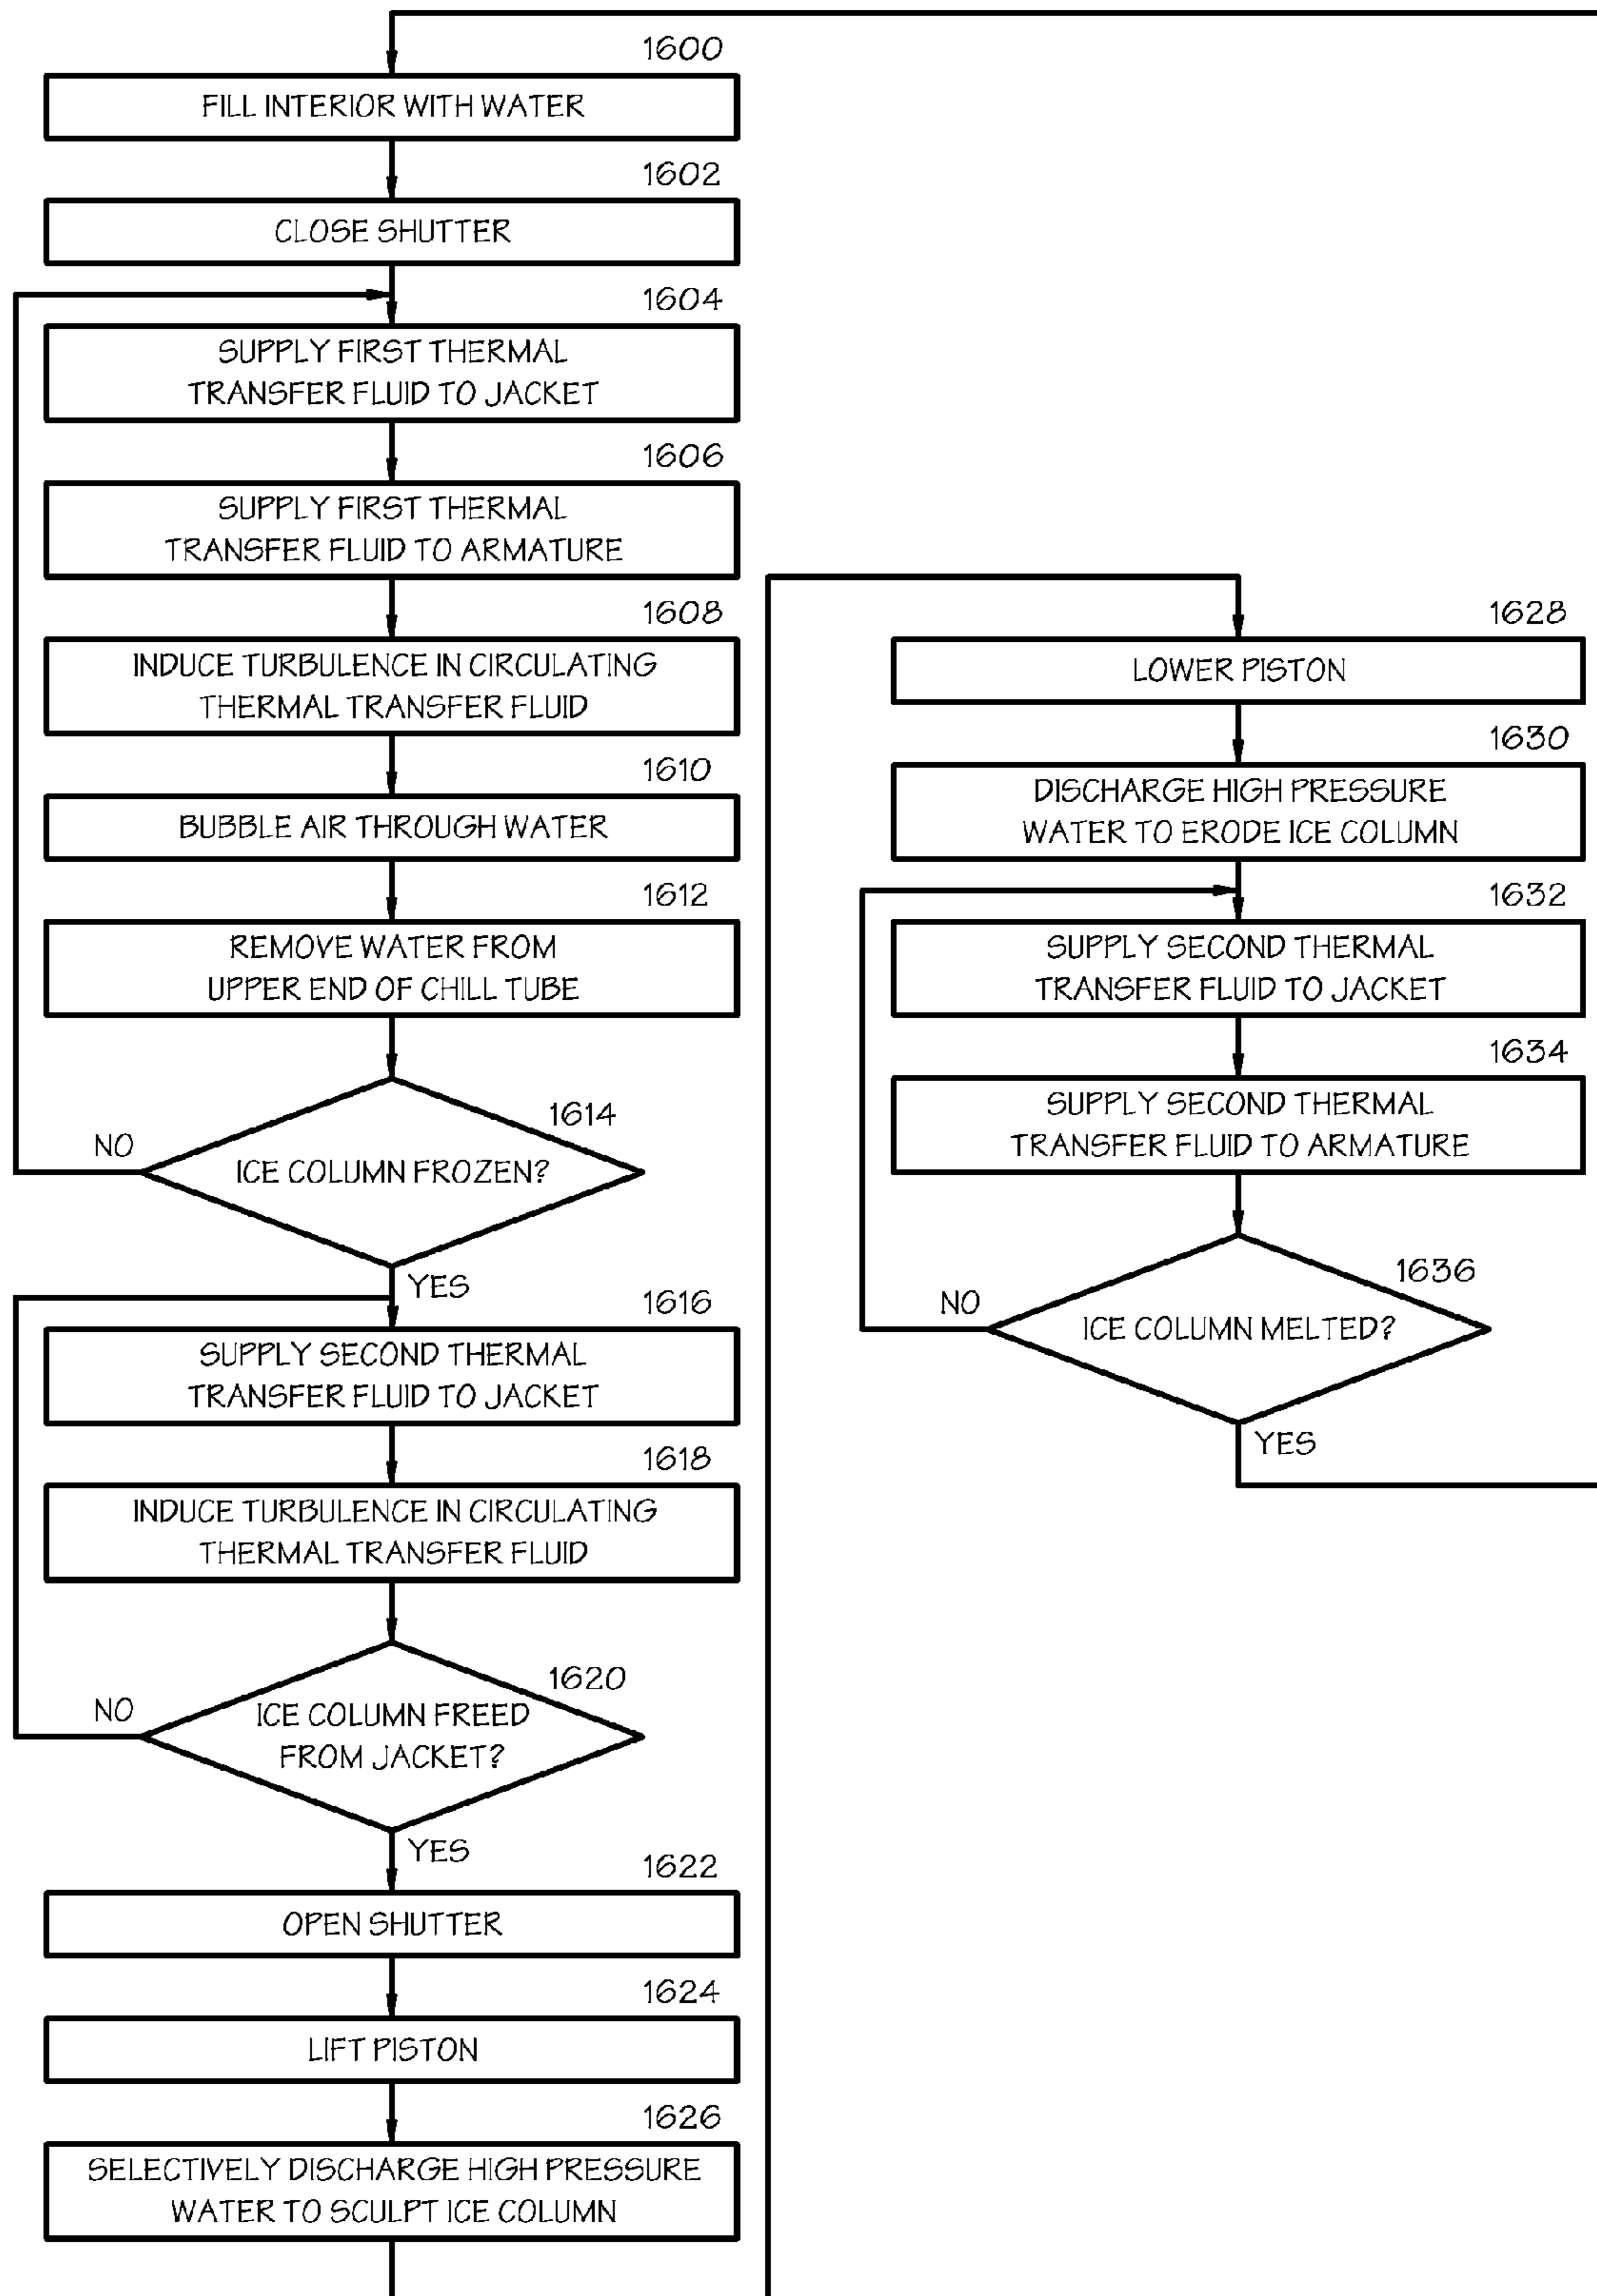 1600
FILL INTERIOR WITH WATER
1602
CLOSE SHUTTER
1604
SUPPLY FIRST THERMAL
TRANSFER FLUID TO JACKET
1606
SUPPLY FIRST THERMAL
TRANSFER FLUID TO ARMATURE
1608
INDUCE TURBULENCE IN CIRCULATING
THERMAL TRANSFER FLUID
1610
BUBBLE AIR THROUGH WATER
1612
REMOVE WATER FROM
UPPER END OF CHILL TUBE
1614
NO
ICE COLUMN FROZEN?
YES
1616
SUPPLY SECOND THERMAL
TRANSFER FLUID TO JACKET
1618
INDUCE TURBULENCE IN CIRCULATING
THERMAL TRANSFER FLUID
1620
NO
ICE COLUMN FREED
FROM JACKET?
YES
1622
OPEN SHUTTER
1624
LIFT PISTON
1626
SELECTIVELY DISCHARGE HIGH PRESSURE
WATER TO SCULPT ICE COLUMN
1628
LOWER PISTON
1630
DISCHARGE HIGH PRESSURE
WATER TO ERODE ICE COLUMN
1632
SUPPLY SECOND THERMAL
TRANSFER FLUID TO JACKET
1634
SUPPLY SECOND THERMAL
TRANSFER FLUID TO ARMATURE
1636
NO
ICE COLUMN MELTED?
YES